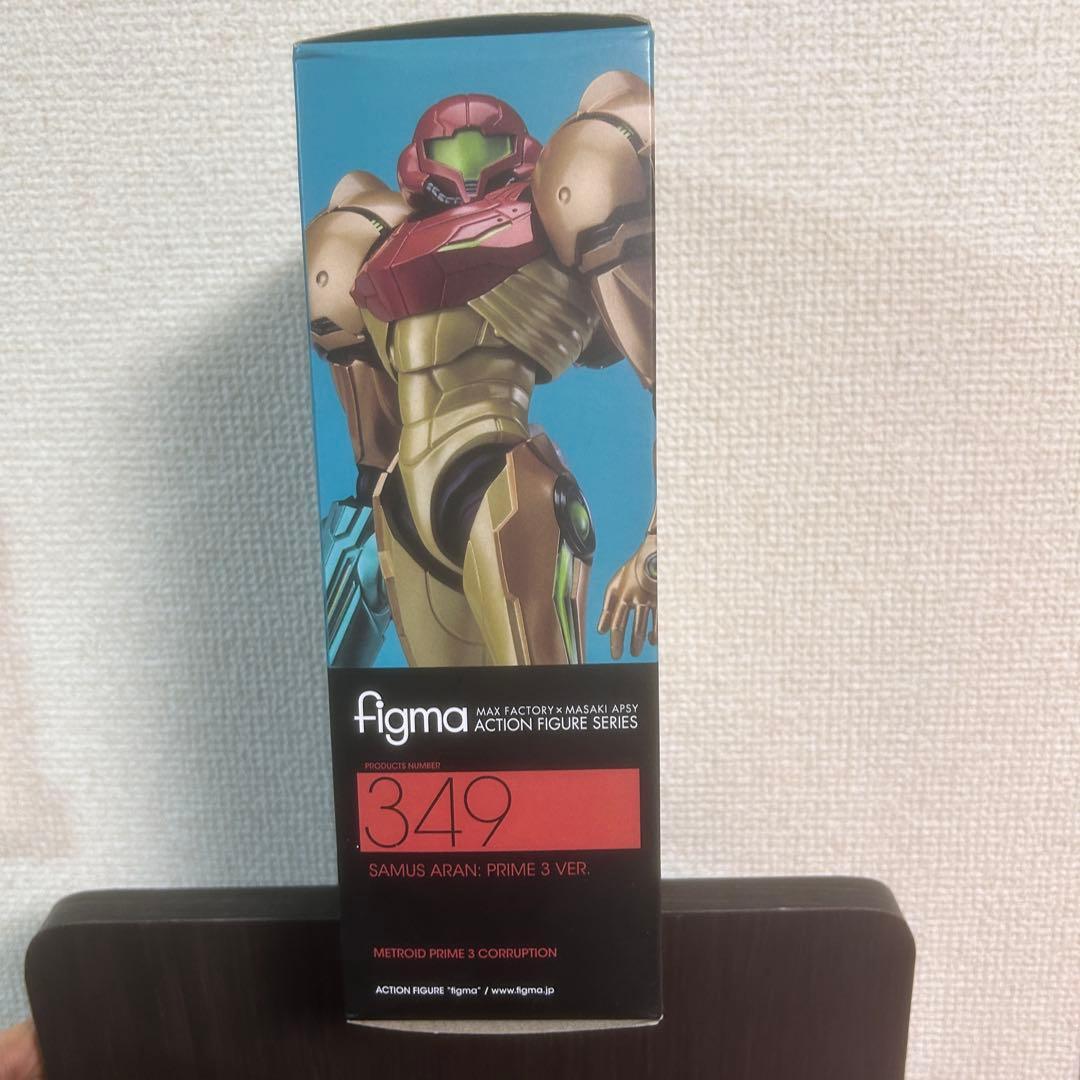 figma
MAX FACTORY × MASAKI APSY
ACTION FIGURE SERIES
PRODUCTS NUMBER
349
SAMUS ARAN: PRIME 3 VER.
METROID PRIME 3 CORRUPTION
ACTION FIGURE "figma" / www.figma.jp